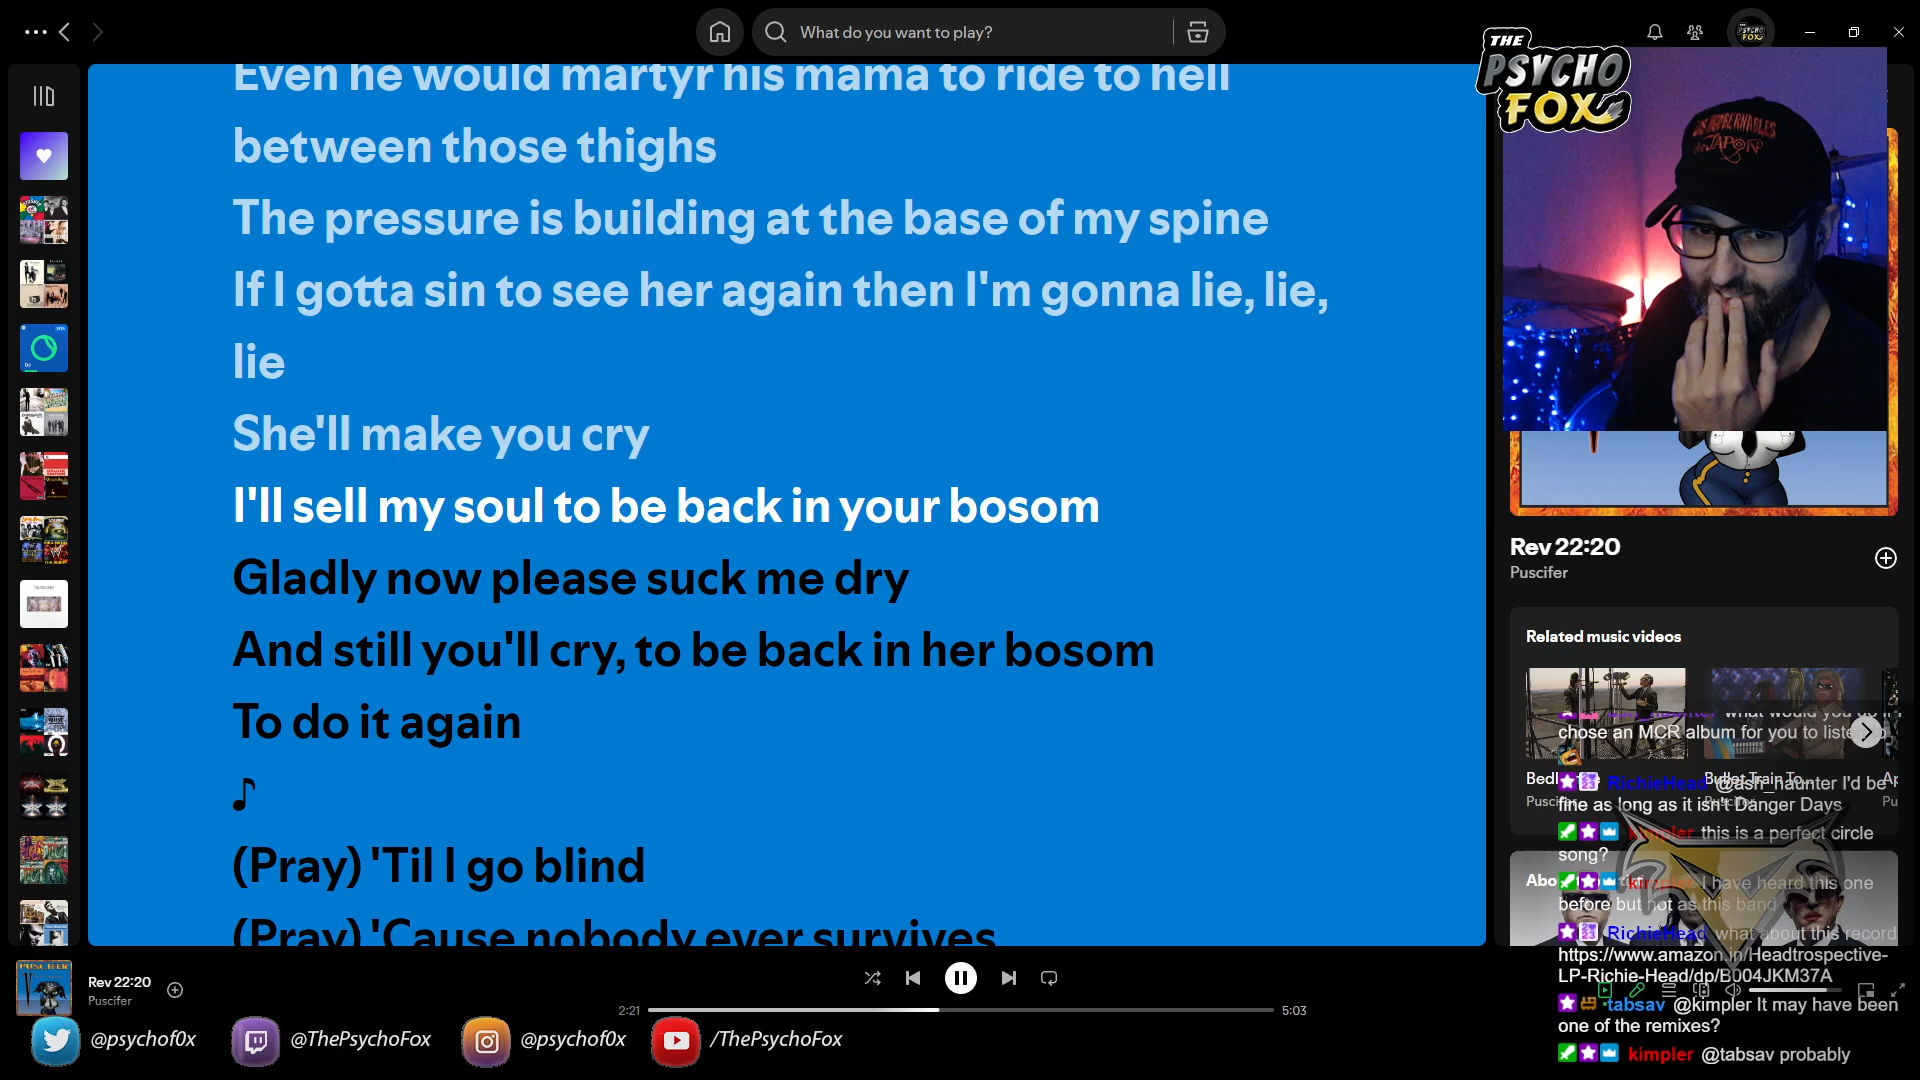 What do you want to play?
THE
PSYCHO
FOX
Even he would martyr his mama to ride to hell
between those thighs
The pressure is building at the base of my spine
If I gotta sin to see her again then I'm gonna lie, lie,
lie
She'll make you cry
I'll sell my soul to be back in your bosom
Gladly now please suck me dry
And still you'll cry, to be back in her bosom
To do it again
♪
(Pray) 'Til I go blind
(Pray) 'Cause nobody ever survives
Rev 22:20
Puscifer
Related music videos
Bullet Train To...
chose an MCR album for you to
RichieHead @ash_haunter I'd be
fine as long as it isn't Danger Days
kimpler this is a perfect circle
song?
kimpler I have heard this one
before but not as this band
RichieHead what about this record
https://www.amazon.in/Headtrospective-
LP-Richie-Head/dp/B004JKM37A
tabsav @kimpler It may have been
one of the remixes?
kimpler @tabsav probably
PUSCIFER
Rev 22:20
Puscifer
2:21
5:03
@psychof0x
@ThePsychoFox
@psychof0x
/ThePsychoFox